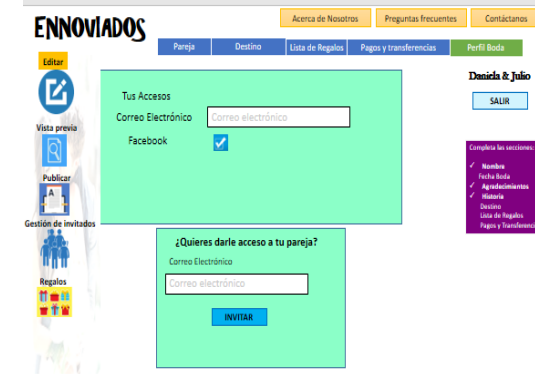 ENNOVIADOS
Acerca de Nosotros
Preguntas frecuentes
Contáctanos
Pareja
Destino
Lista de Regalos
Pagos y transferencias
Perfil Boda
Editar
Vista previa
Publicar
A
Gestión de invitados
Regalos
Tus Accesos
Correo Electrónico
Correo electrónico
Facebook
¿Quieres darle acceso a tu pareja?
Correo Electrónico
Correo electrónico
INVITAR
Daniela & Julio
SALIR
Completa las secciones:
✓ Nombre
Fecha Boda
✓ Agradecimientos
✓ Historia
Destino
Lista de Regalos
Pagos y Transferenci